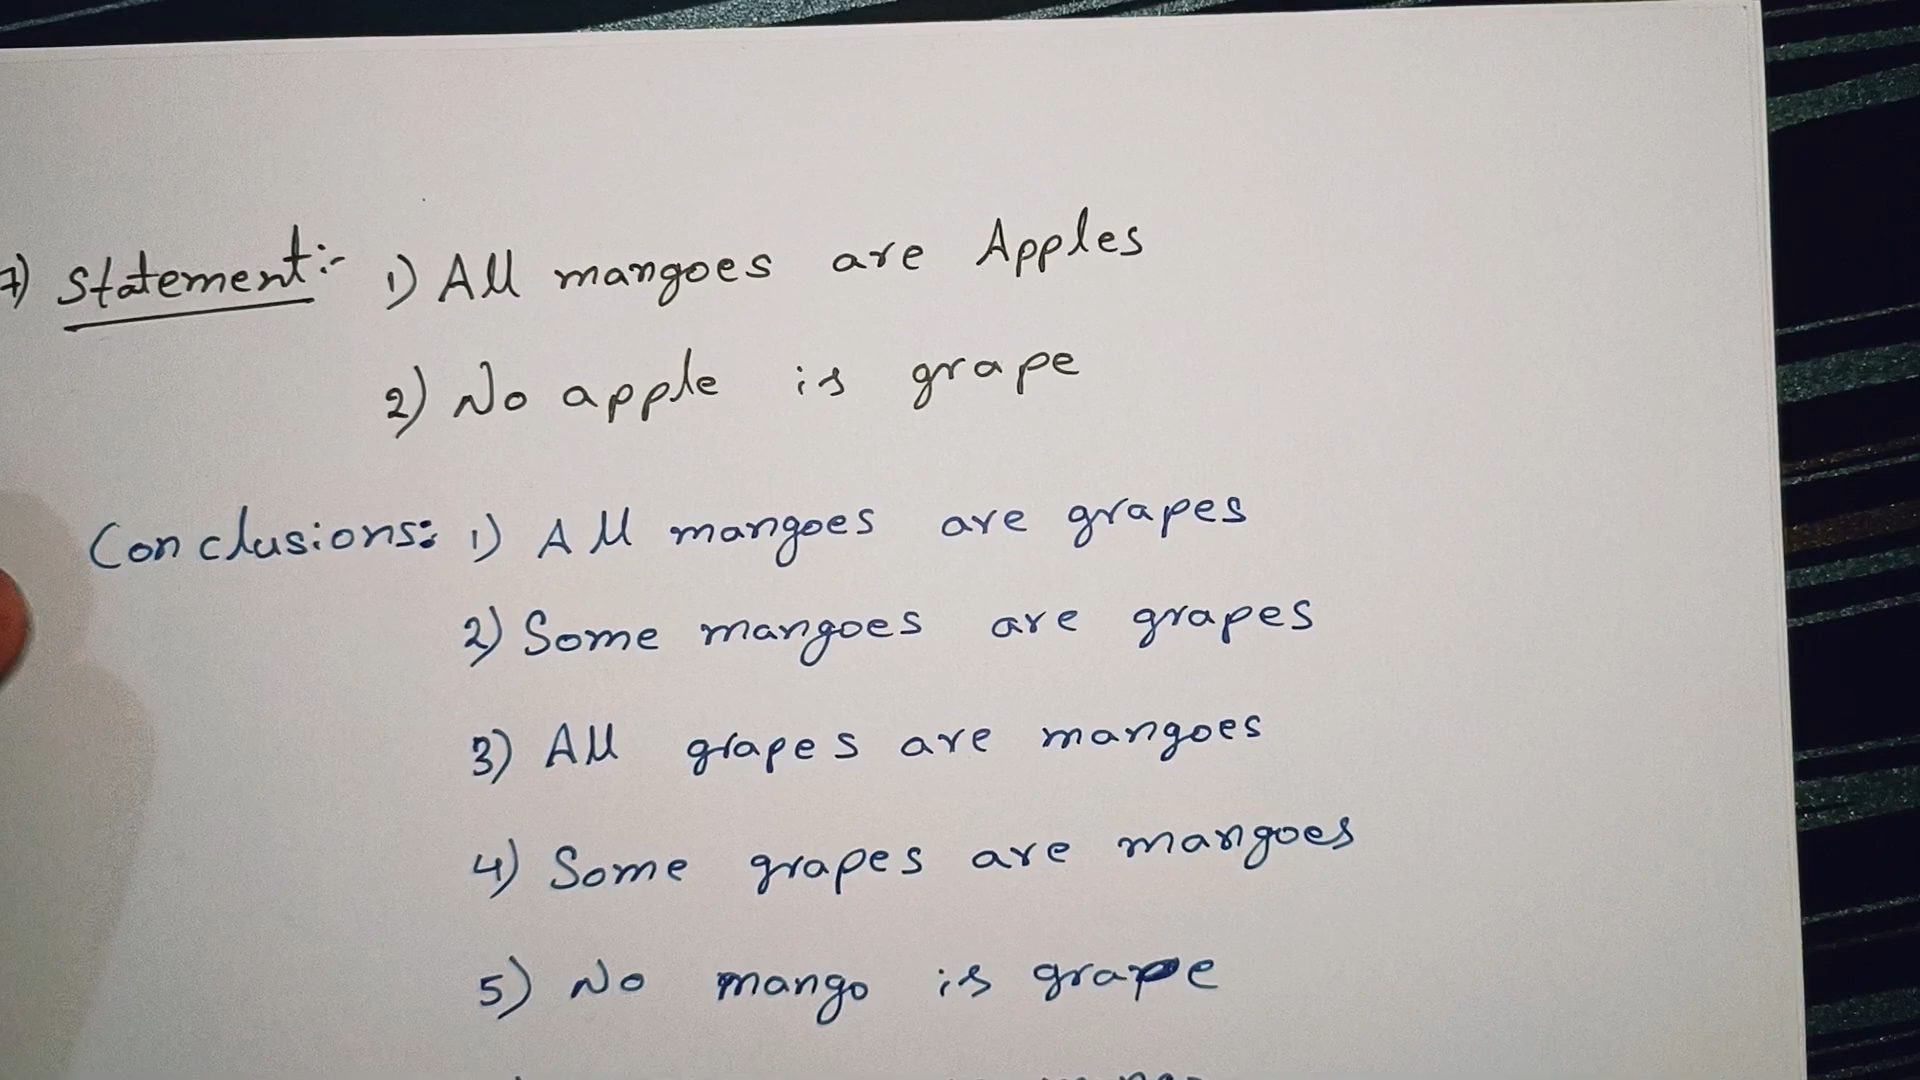 7) Statement:- 1) All mangoes are Apples
2) No apple is grape
Conclusions: 1) All mangoes are grapes
2) Some mangoes are grapes
3) All grapes are mangoes
4) Some grapes are mangoes
5) No mango is grape